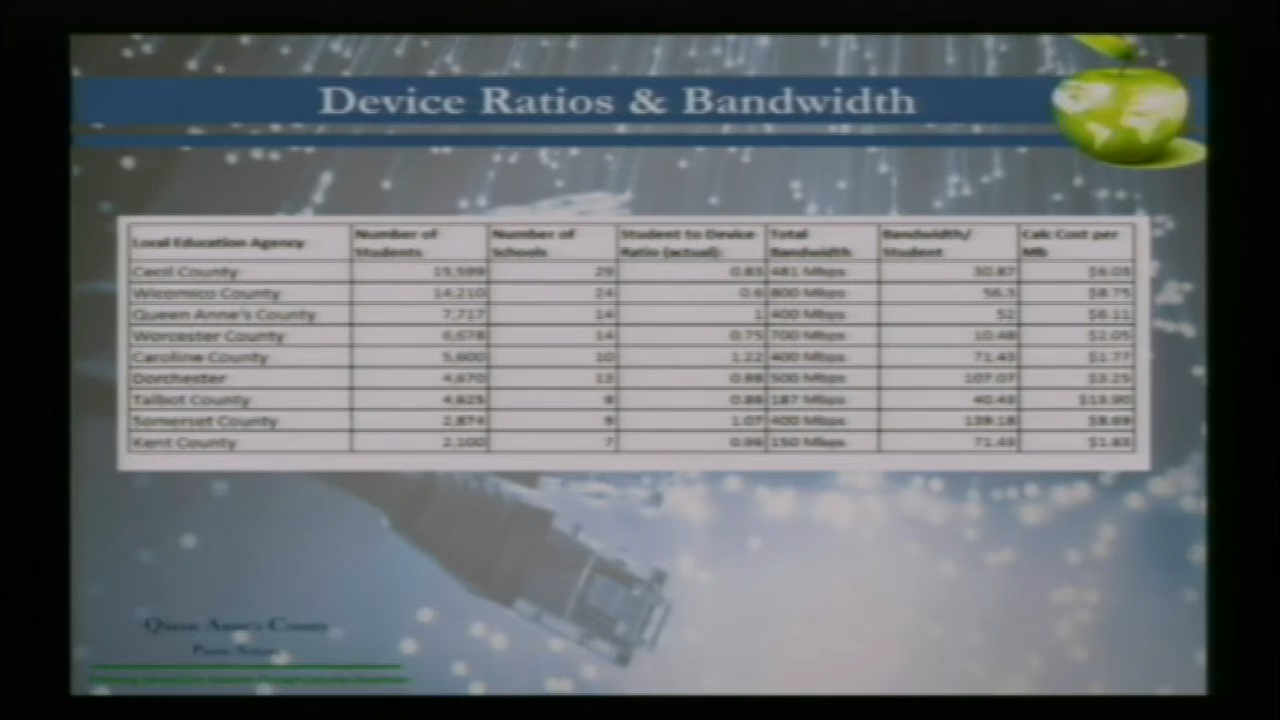 Device Ratios & Bandwidth
Local Education Agency Number of Students Number of Schools Student to Device Ratio (actual): Total Bandwidth Bandwidth/ Student Calc Cost per Mb
Cecil County 15,599 29 0.83 481 Mbps 30.87 $6.03
Wicomico County 14,210 24 0.6 800 Mbps 56.3 $8.75
Queen Anne's County 7,717 14 1 400 Mbps 52 $6.11
Worcester County 6,678 14 0.75 700 Mbps 10.48 $2.05
Caroline County 5,600 10 1.22 400 Mbps 71.43 $1.77
Dorchester 4,670 13 0.88 500 Mbps 107.07 $3.25
Talbot County 4,625 8 187 Mbps 40.43 $13.90
Somerset County 2,874 9 1.07 400 Mbps 139.18
Kent County 2,100 7 0.96 150 Mbps 71.43 $1.83
Queen Anne's County